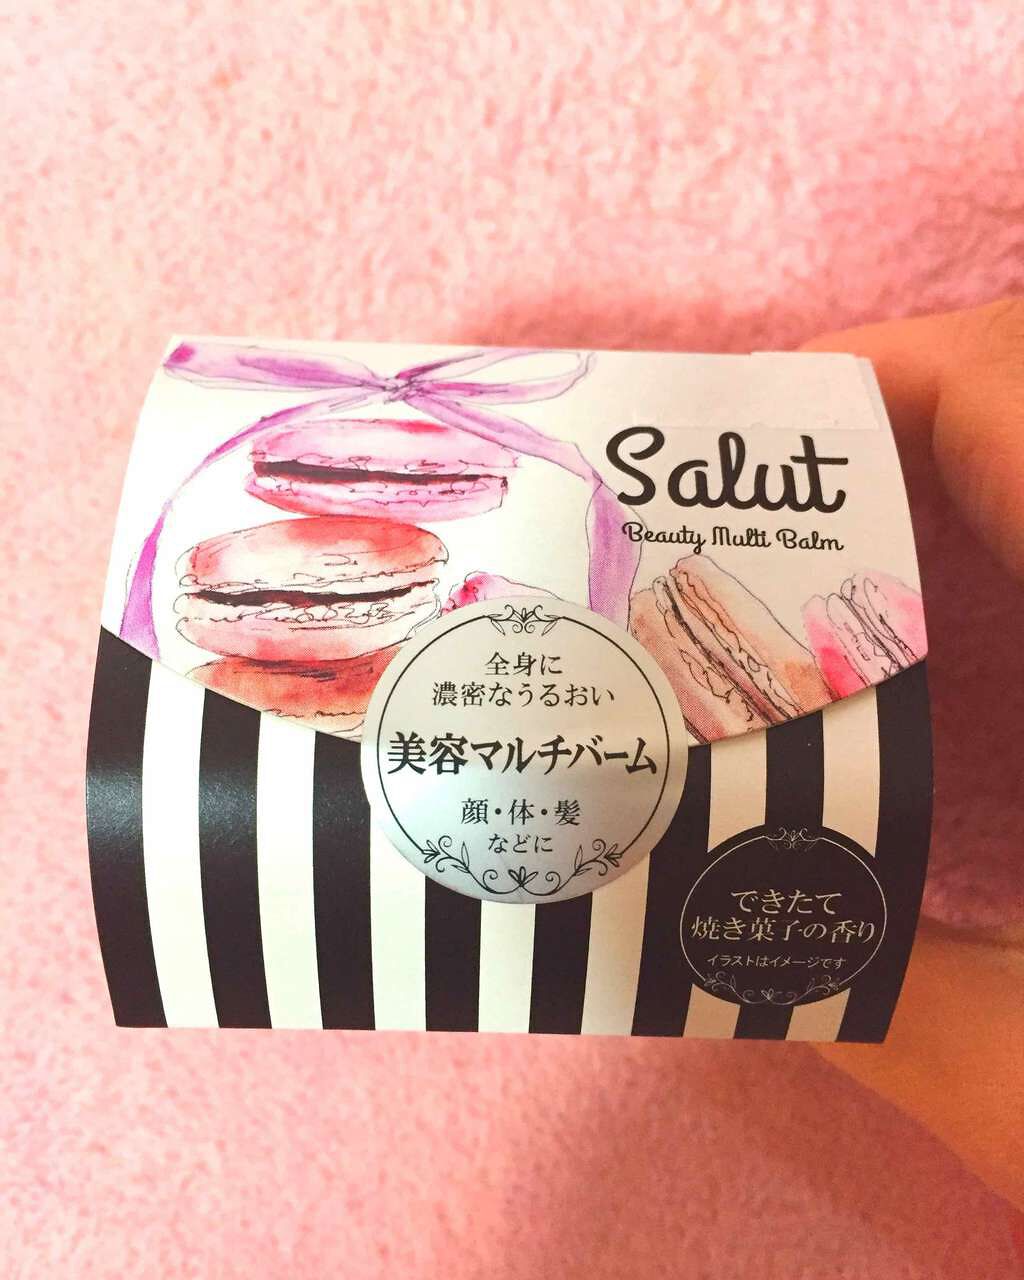 Salut
Beauty Multi Balm
全身に
濃密なうるおい
美容マルチバーム
顔・体・髪
などに
できたて
焼き菓子の香り
イラストはイメージです